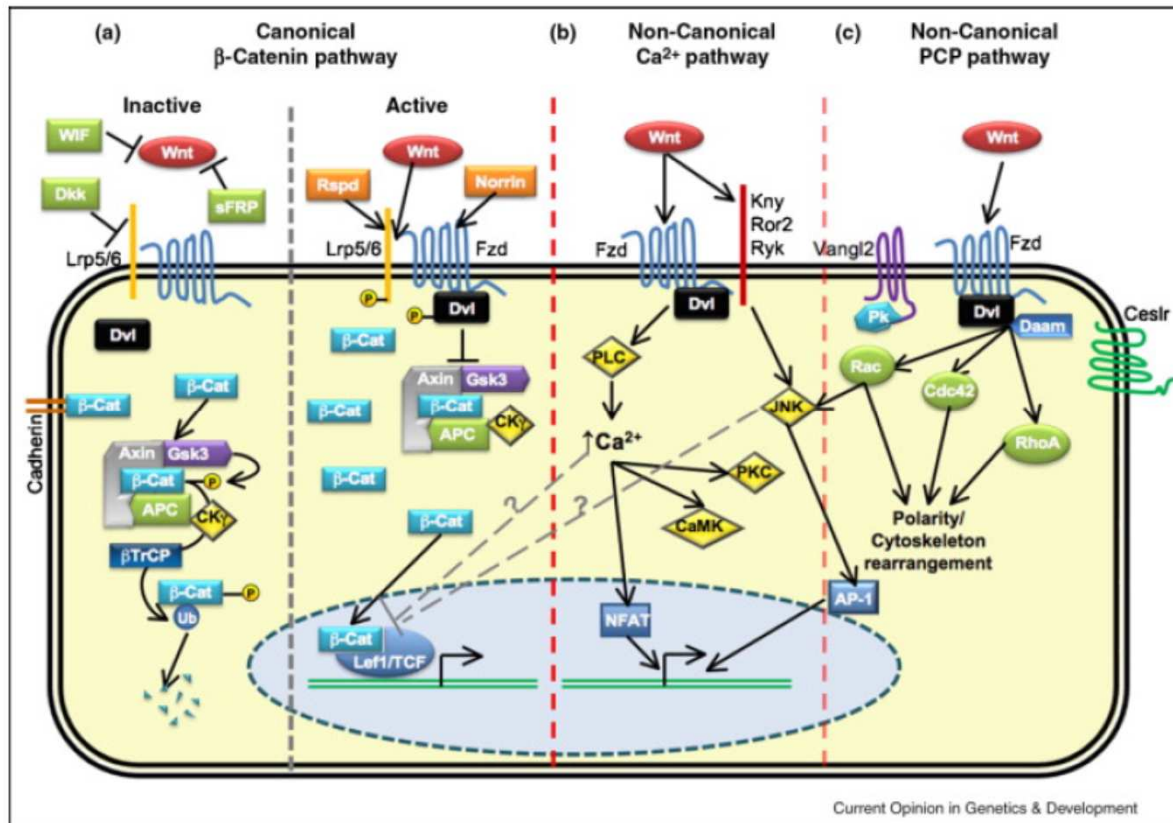 (a) Canonical
β-Catenin pathway
(b) Non-Canonical
Ca²⁺ pathway
(c) Non-Canonical
PCP pathway
Inactive
WIF
Wnt
Dkk
sFRP
Lrp5/6
Dvl
β-Cat
β-Cat
Cadherin
Axin
Gsk3
β-Cat
P
APC
CKγ
βTrCP
β-Cat
P
Ub
Active
Wnt
Rspd
Norrin
Lrp5/6
Fzd
P
P
Dvl
β-Cat
Axin
Gsk3
β-Cat
β-Cat
APC
CKγ
β-Cat
β-Cat
β-Cat
Lef1/TCF
Wnt
Kny
Ror2
Ryk
Fzd
Dvl
PLC
JNK
↑Ca²⁺
PKC
?
?
CaMK
NFAT
AP-1
Wnt
Vangl2
Fzd
Pk
Dvl
Daam
Ceslr
Rac
Cdc42
RhoA
Polarity/
Cytoskeleton
rearrangement
Current Opinion in Genetics & Development